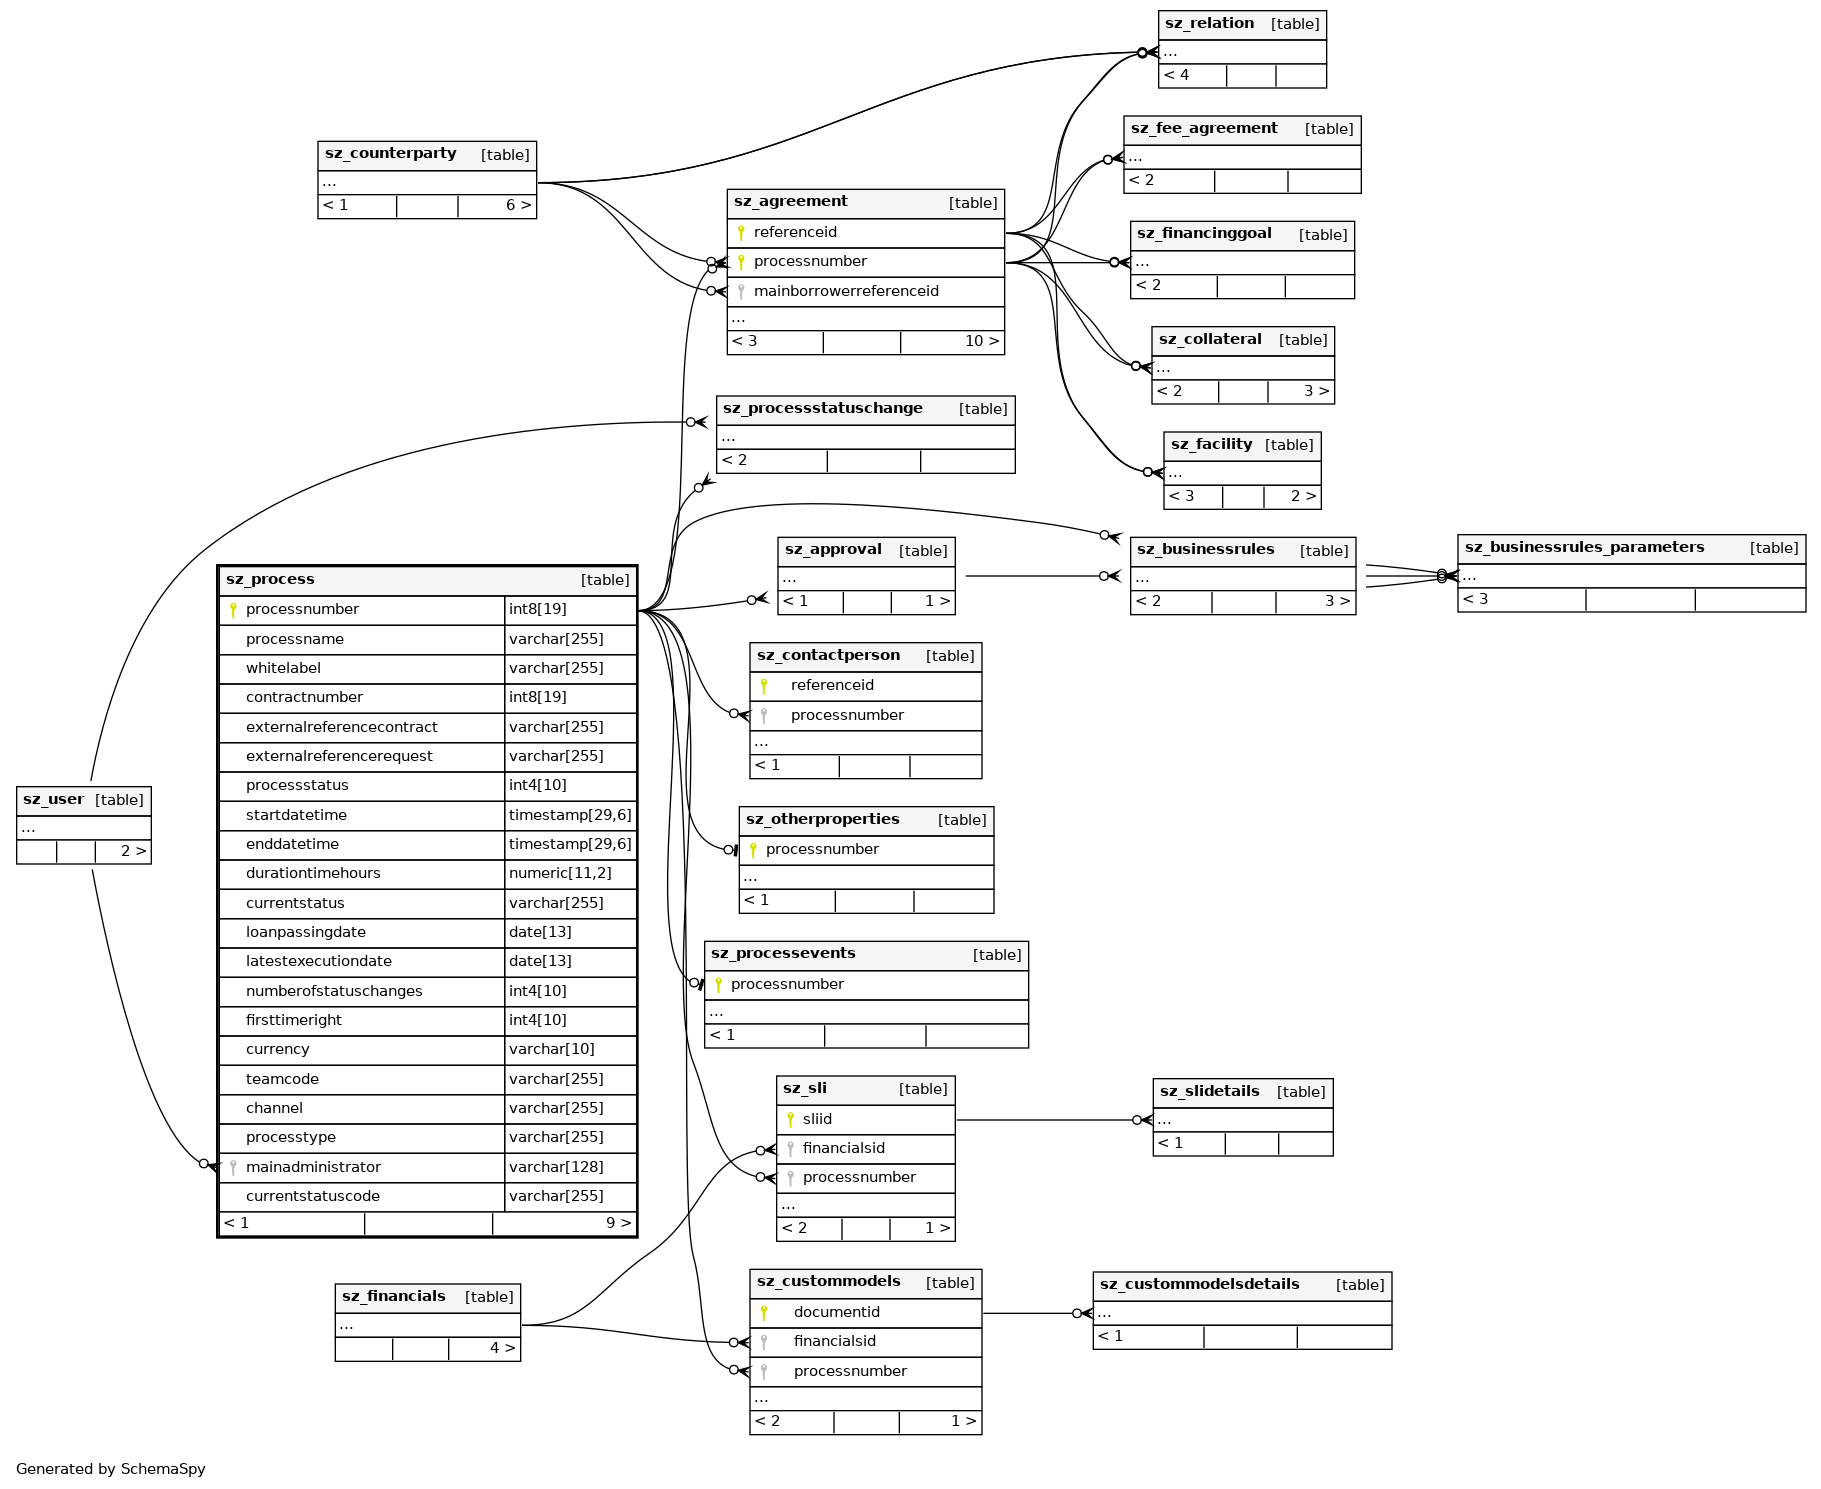 sz_relation [table]
...
< 4
sz_fee_agreement [table]
...
< 2
sz_counterparty [table]
...
< 1 6 >
sz_agreement [table]
referenceid
processnumber
mainborrowerreferenceid
...
< 3 10 >
sz_financinggoal [table]
...
< 2
sz_collateral [table]
...
< 2 3 >
sz_processstatuschange [table]
...
< 2
sz_facility [table]
...
< 3 2 >
sz_approval [table]
...
< 1 1 >
sz_businessrules [table]
...
< 2 3 >
sz_businessrules_parameters [table]
...
< 3
sz_process [table]
processnumber int8[19]
processname varchar[255]
whitelabel varchar[255]
contractnumber int8[19]
externalreferencecontract varchar[255]
externalreferencerequest varchar[255]
processstatus int4[10]
startdatetime timestamp[29,6]
enddatetime timestamp[29,6]
durationtimehours numeric[11,2]
currentstatus varchar[255]
loanpassingdate date[13]
latestexecutiondate date[13]
numberofstatuschanges int4[10]
firsttimeright int4[10]
currency varchar[10]
teamcode varchar[255]
channel varchar[255]
processtype varchar[255]
mainadministrator varchar[128]
currentstatuscode varchar[255]
< 1 9 >
sz_contactperson [table]
referenceid
processnumber
...
< 1
sz_user [table]
...
2 >
sz_otherproperties [table]
processnumber
...
< 1
sz_processevents [table]
processnumber
...
< 1
sz_sli [table]
sliid
financialsid
processnumber
...
< 2 1 >
sz_slidetails [table]
...
< 1
sz_financials [table]
...
4 >
sz_custommodels [table]
documentid
financialsid
processnumber
...
< 2 1 >
sz_custommodelsdetails [table]
...
< 1
Generated by SchemaSpy